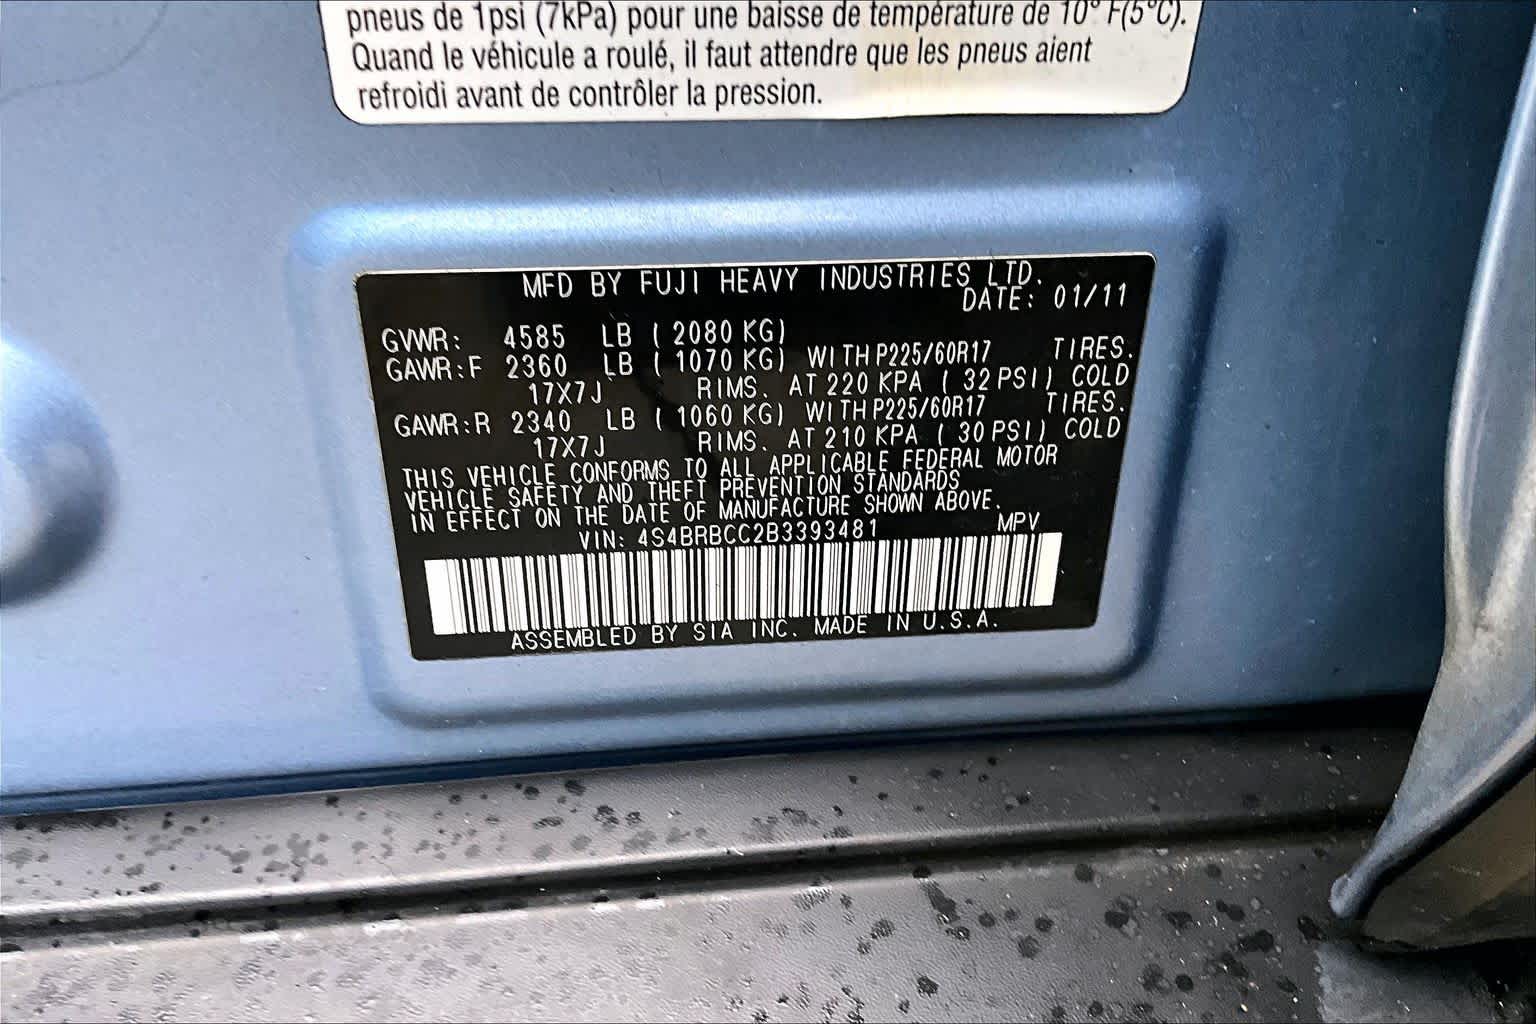 pneus de 1psi (7kPa) pour une baisse de température de 10° F(5°C).
Quand le véhicule a roulé, il faut attendre que les pneus aient
refroidi avant de contrôler la pression.
MFD BY FUJI HEAVY INDUSTRIES LTD.
DATE: 01/11
GVWR: 4585 LB ( 2080 KG)
GAWR:F 2360 LB ( 1070 KG) WITH P225/60R17 TIRES.
17X7J RIMS. AT 220 KPA ( 32 PSI) COLD
GAWR:R 2340 LB ( 1060 KG) WITH P225/60R17 TIRES.
17X7J RIMS. AT 210 KPA ( 30 PSI) COLD
THIS VEHICLE CONFORMS TO ALL APPLICABLE FEDERAL MOTOR
VEHICLE SAFETY AND THEFT PREVENTION STANDARDS
IN EFFECT ON THE DATE OF MANUFACTURE SHOWN ABOVE.
VIN: 4S4BRBCC2B3393481 MPV
ASSEMBLED BY SIA INC. MADE IN U.S.A.